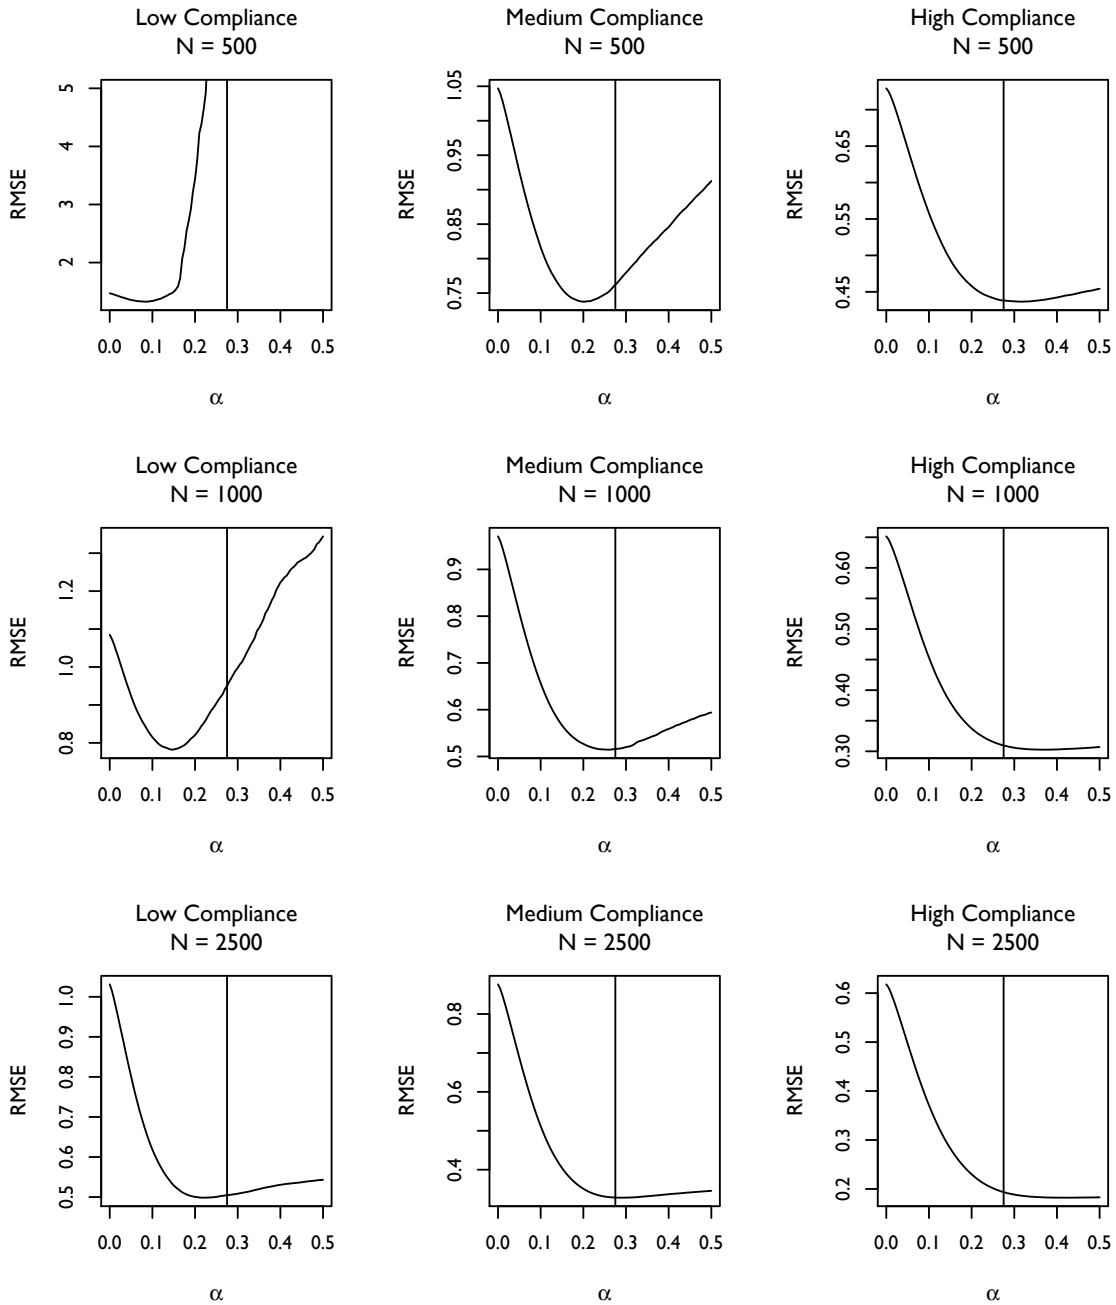 Low Compliance
N = 500
RMSE
5
4
3
2
0.0 0.1 0.2 0.3 0.4 0.5
α
Medium Compliance
N = 500
RMSE
1.05
0.95
0.85
0.75
0.0 0.1 0.2 0.3 0.4 0.5
α
High Compliance
N = 500
RMSE
0.65
0.55
0.45
0.0 0.1 0.2 0.3 0.4 0.5
α
Low Compliance
N = 1000
RMSE
1.2
1.0
0.8
0.0 0.1 0.2 0.3 0.4 0.5
α
Medium Compliance
N = 1000
RMSE
0.9
0.8
0.7
0.6
0.5
0.0 0.1 0.2 0.3 0.4 0.5
α
High Compliance
N = 1000
RMSE
0.60
0.50
0.40
0.30
0.0 0.1 0.2 0.3 0.4 0.5
α
Low Compliance
N = 2500
RMSE
1.0
0.9
0.8
0.7
0.6
0.5
0.0 0.1 0.2 0.3 0.4 0.5
α
Medium Compliance
N = 2500
RMSE
0.8
0.6
0.4
0.0 0.1 0.2 0.3 0.4 0.5
α
High Compliance
N = 2500
RMSE
0.6
0.5
0.4
0.3
0.2
0.0 0.1 0.2 0.3 0.4 0.5
α